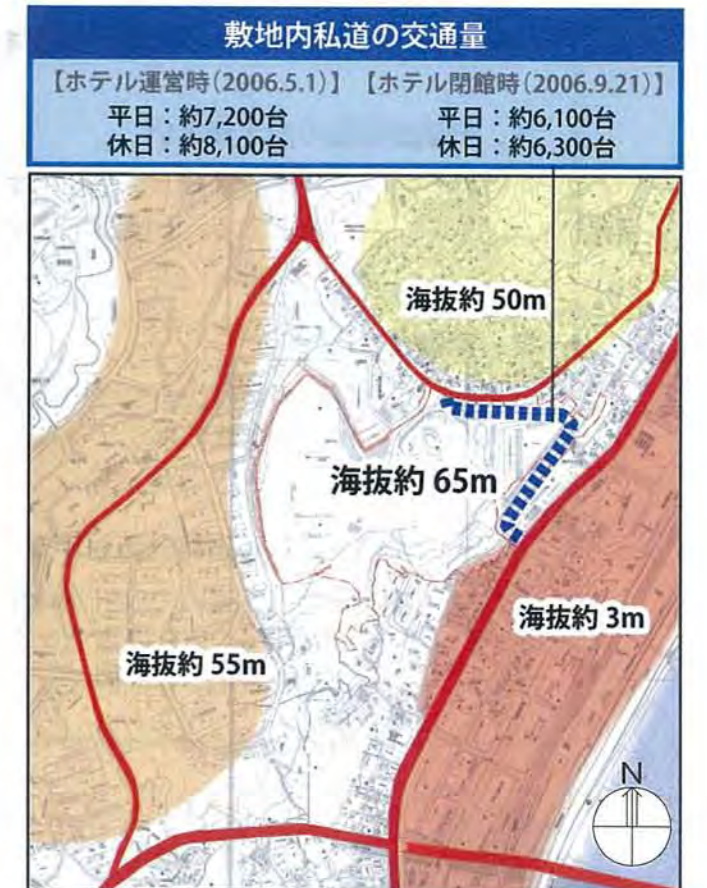 敷地内私道の交通量
【ホテル運営時(2006.5.1)】 【ホテル閉館時(2006.9.21)】
平日：約7,200台 平日：約6,100台
休日：約8,100台 休日：約6,300台
海抜約 50m
海抜約 65m
海抜約 3m
海抜約 55m
N